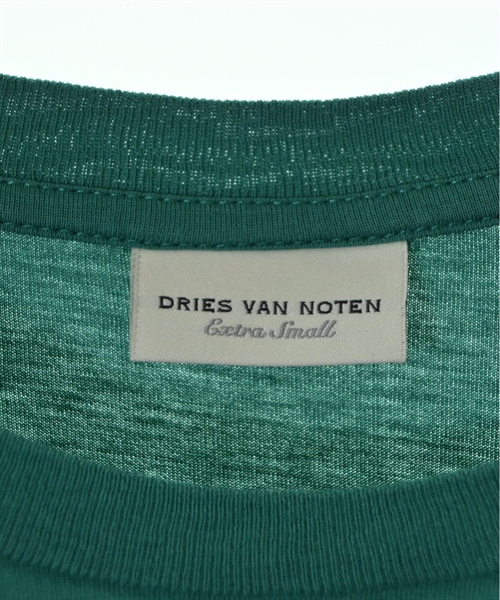 DRIES VAN NOTEN
Extra Small